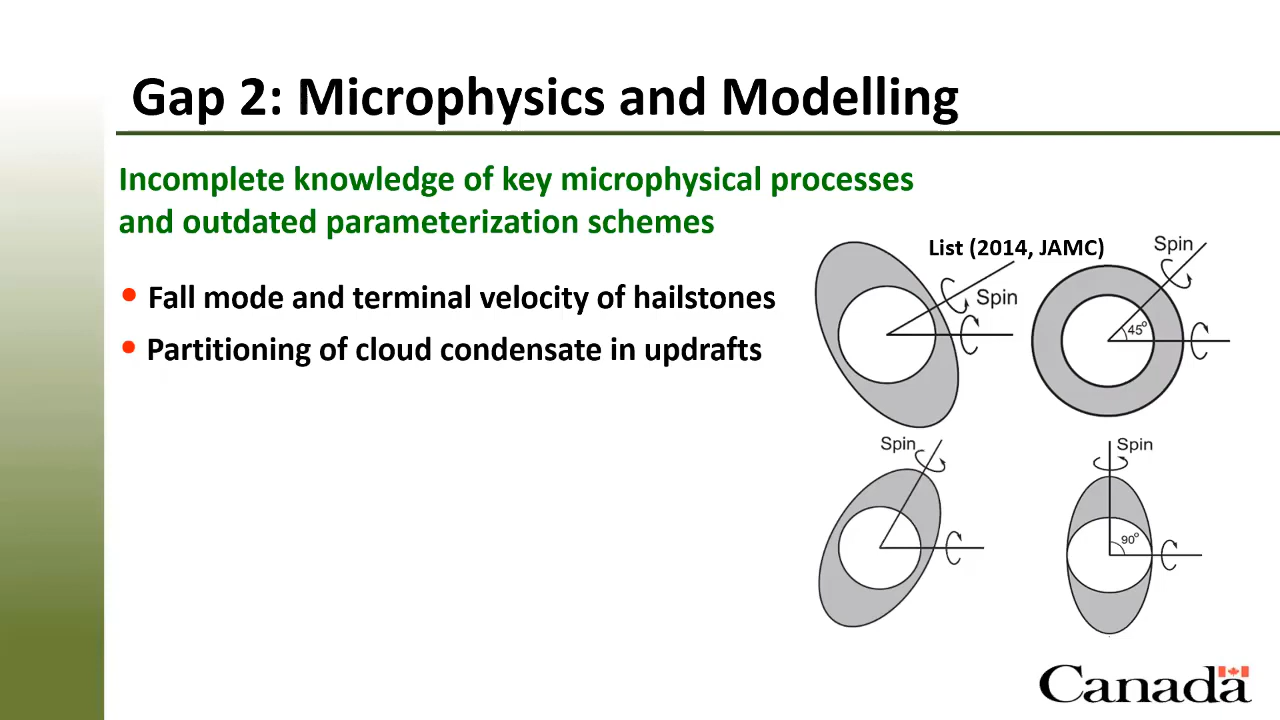 Gap 2: Microphysics and Modelling
Incomplete knowledge of key microphysical processes
and outdated parameterization schemes
• Fall mode and terminal velocity of hailstones
• Partitioning of cloud condensate in updrafts
List (2014, JAMC)
Spin
Spin
45°
Spin
Spin
90°
Canada